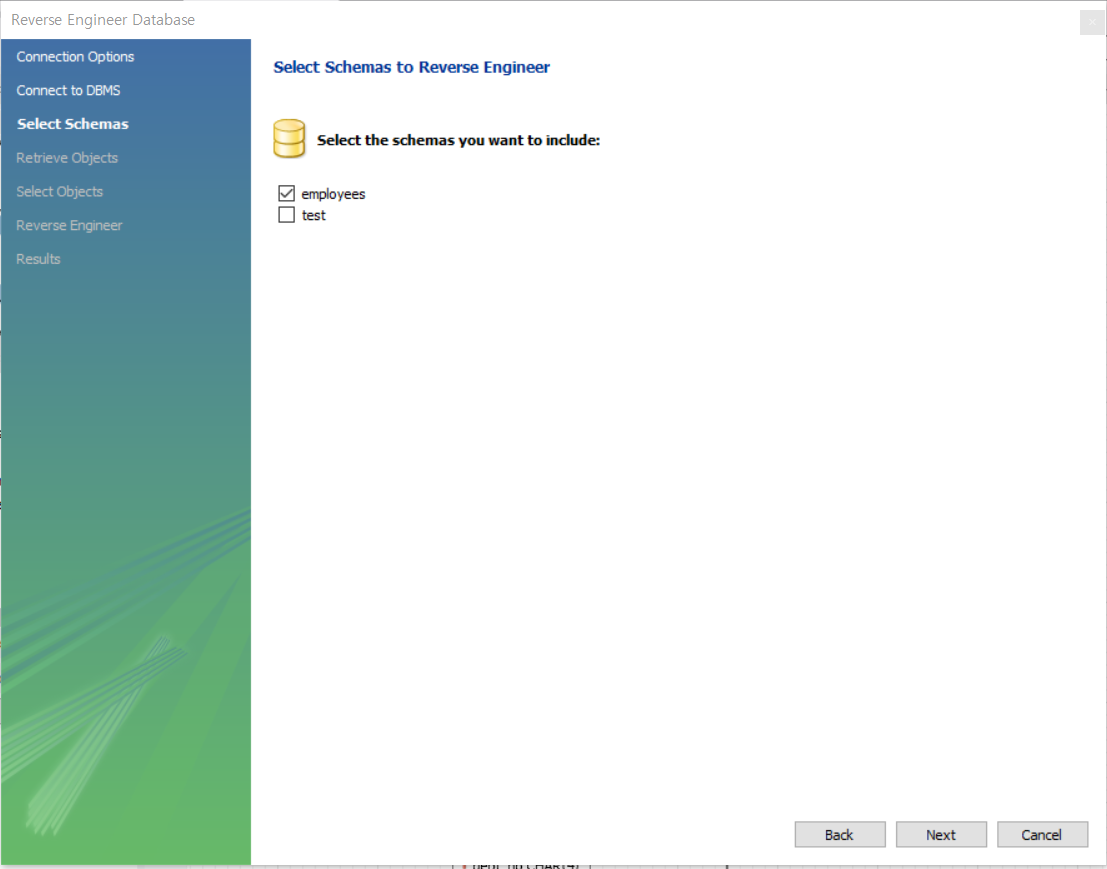 Reverse Engineer Database
Connection Options
Connect to DBMS
Select Schemas
Retrieve Objects
Select Objects
Reverse Engineer
Results
Select Schemas to Reverse Engineer
Select the schemas you want to include:
employees
test
Back
Next
Cancel